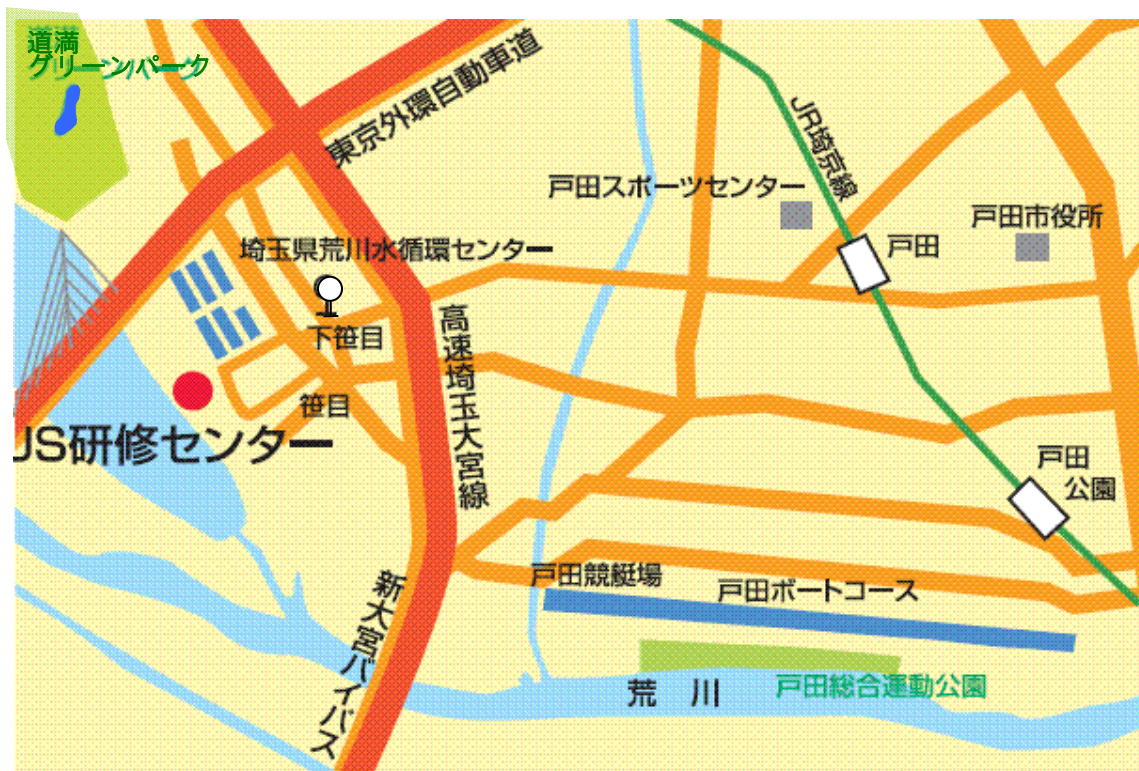 道満
グリーンパーク
東京外環自動車道
JR埼京線
戸田スポーツセンター
戸田市役所
戸田
埼玉県荒川水循環センター
下笹目
高速埼玉大宮線
笹目
JS研修センター
戸田
公園
戸田競艇場
戸田ボートコース
新大宮バイパス
荒 川
戸田総合運動公園